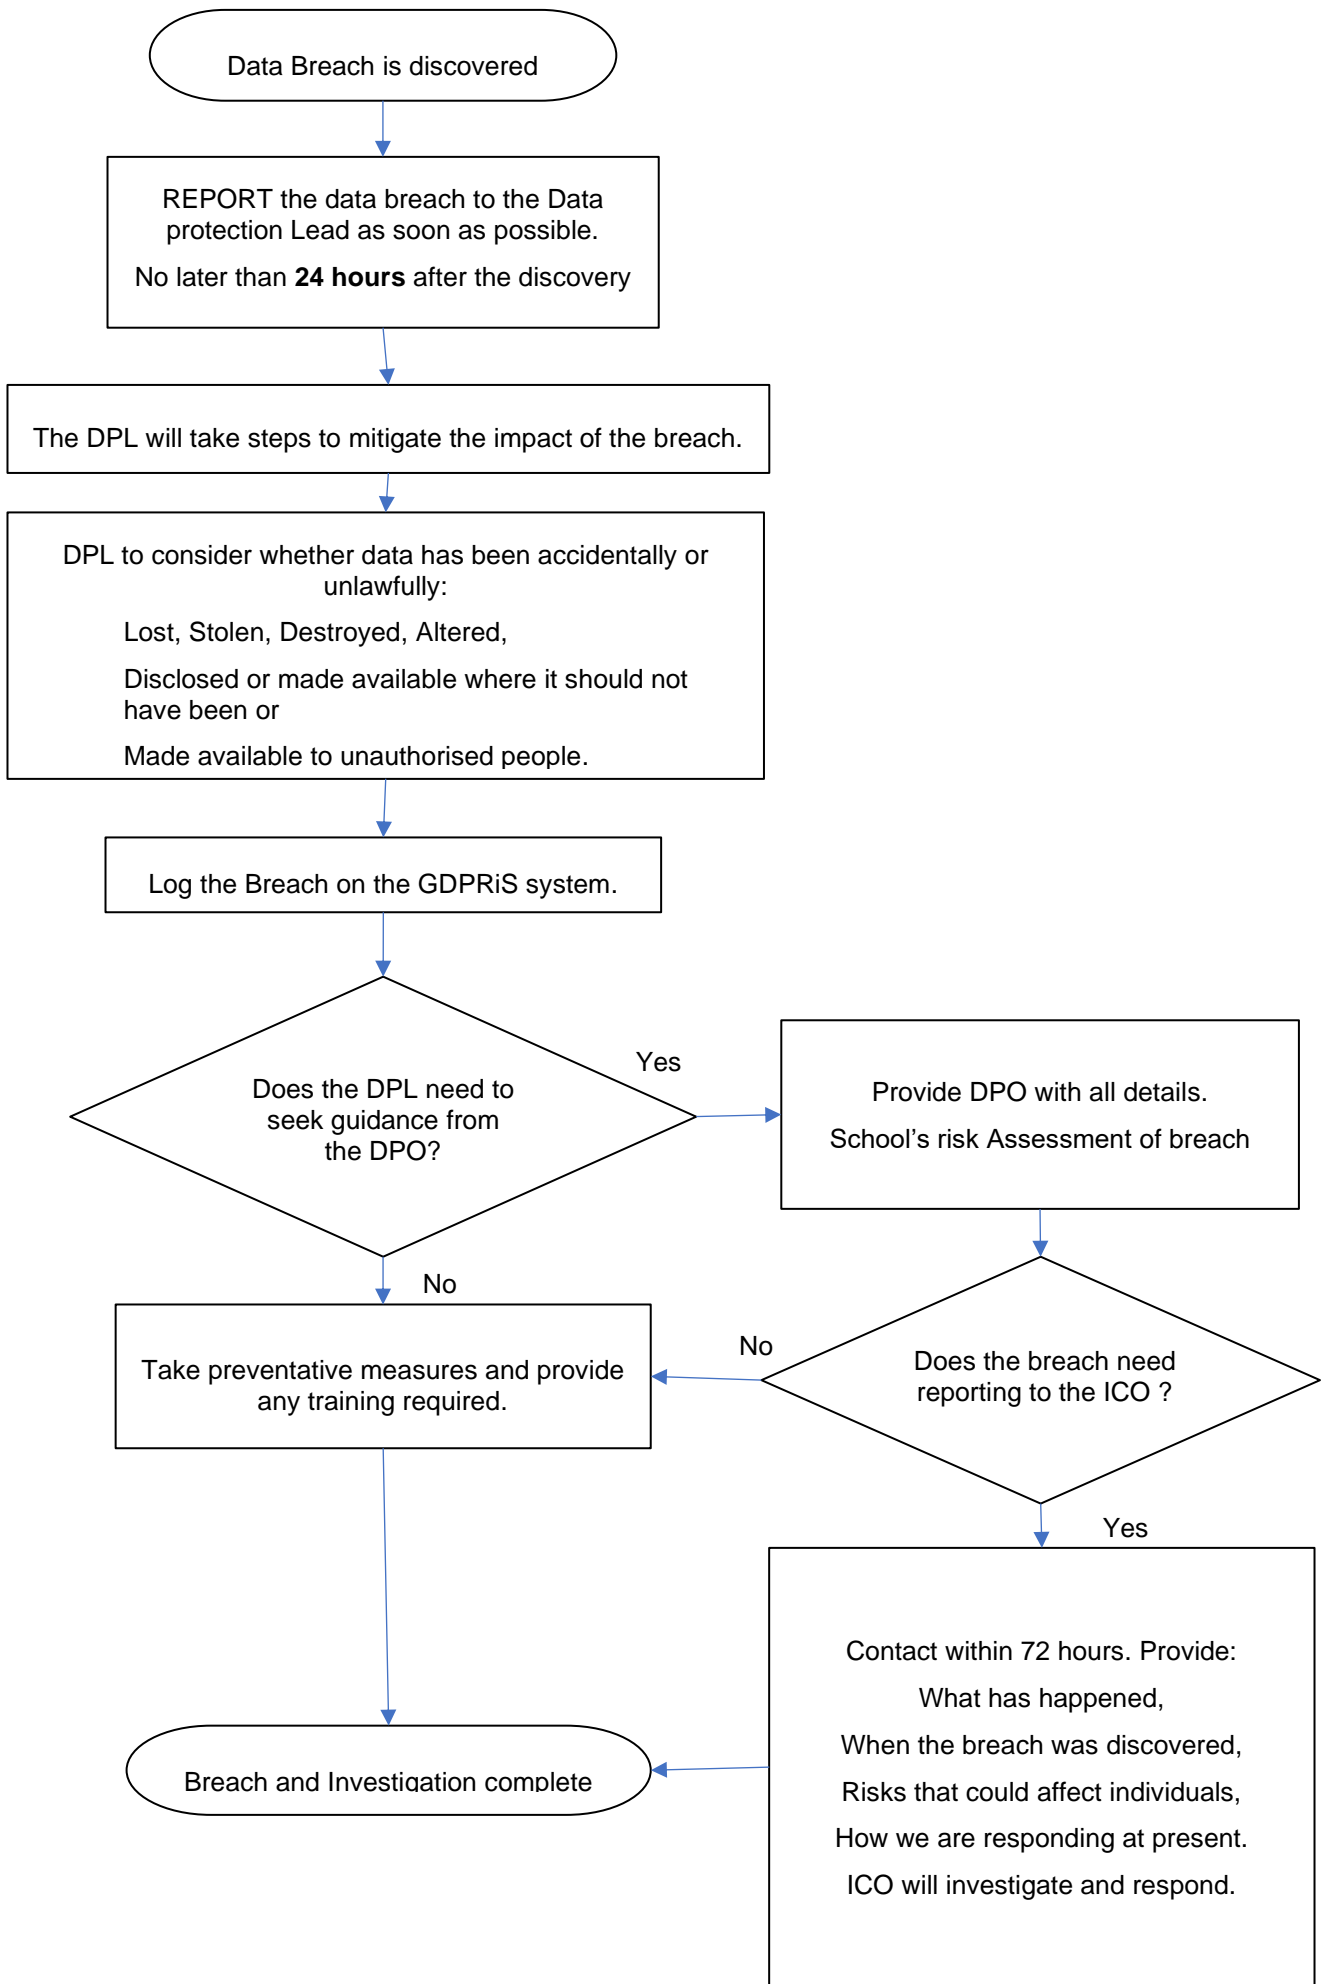 Data Breach is discovered
REPORT the data breach to the Data
protection Lead as soon as possible.
No later than 24 hours after the discovery
The DPL will take steps to mitigate the impact of the breach.
DPL to consider whether data has been accidentally or
unlawfully:
Lost, Stolen, Destroyed, Altered,
Disclosed or made available where it should not
have been or
Made available to unauthorised people.
Log the Breach on the GDPRiS system.
Does the DPL need to
seek guidance from
the DPO?
Yes
Provide DPO with all details.
School’s risk Assessment of breach
No
Take preventative measures and provide
any training required.
No
Does the breach need
reporting to the ICO ?
Yes
Contact within 72 hours. Provide:
What has happened,
When the breach was discovered,
Risks that could affect individuals,
How we are responding at present.
ICO will investigate and respond.
Breach and Investigation complete